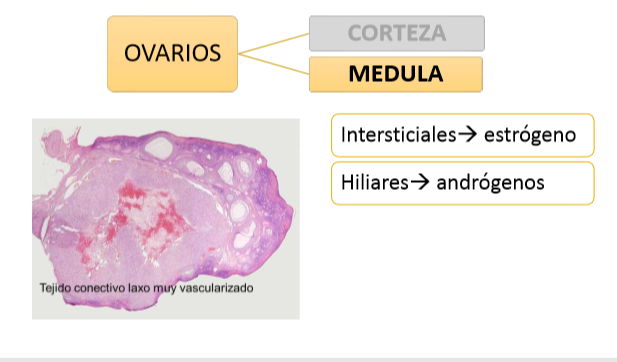 OVARIOS
CORTEZA
MEDULA
Intersticiales→ estrógeno
Hiliares→ andrógenos
Tejido conectivo laxo muy vascularizado